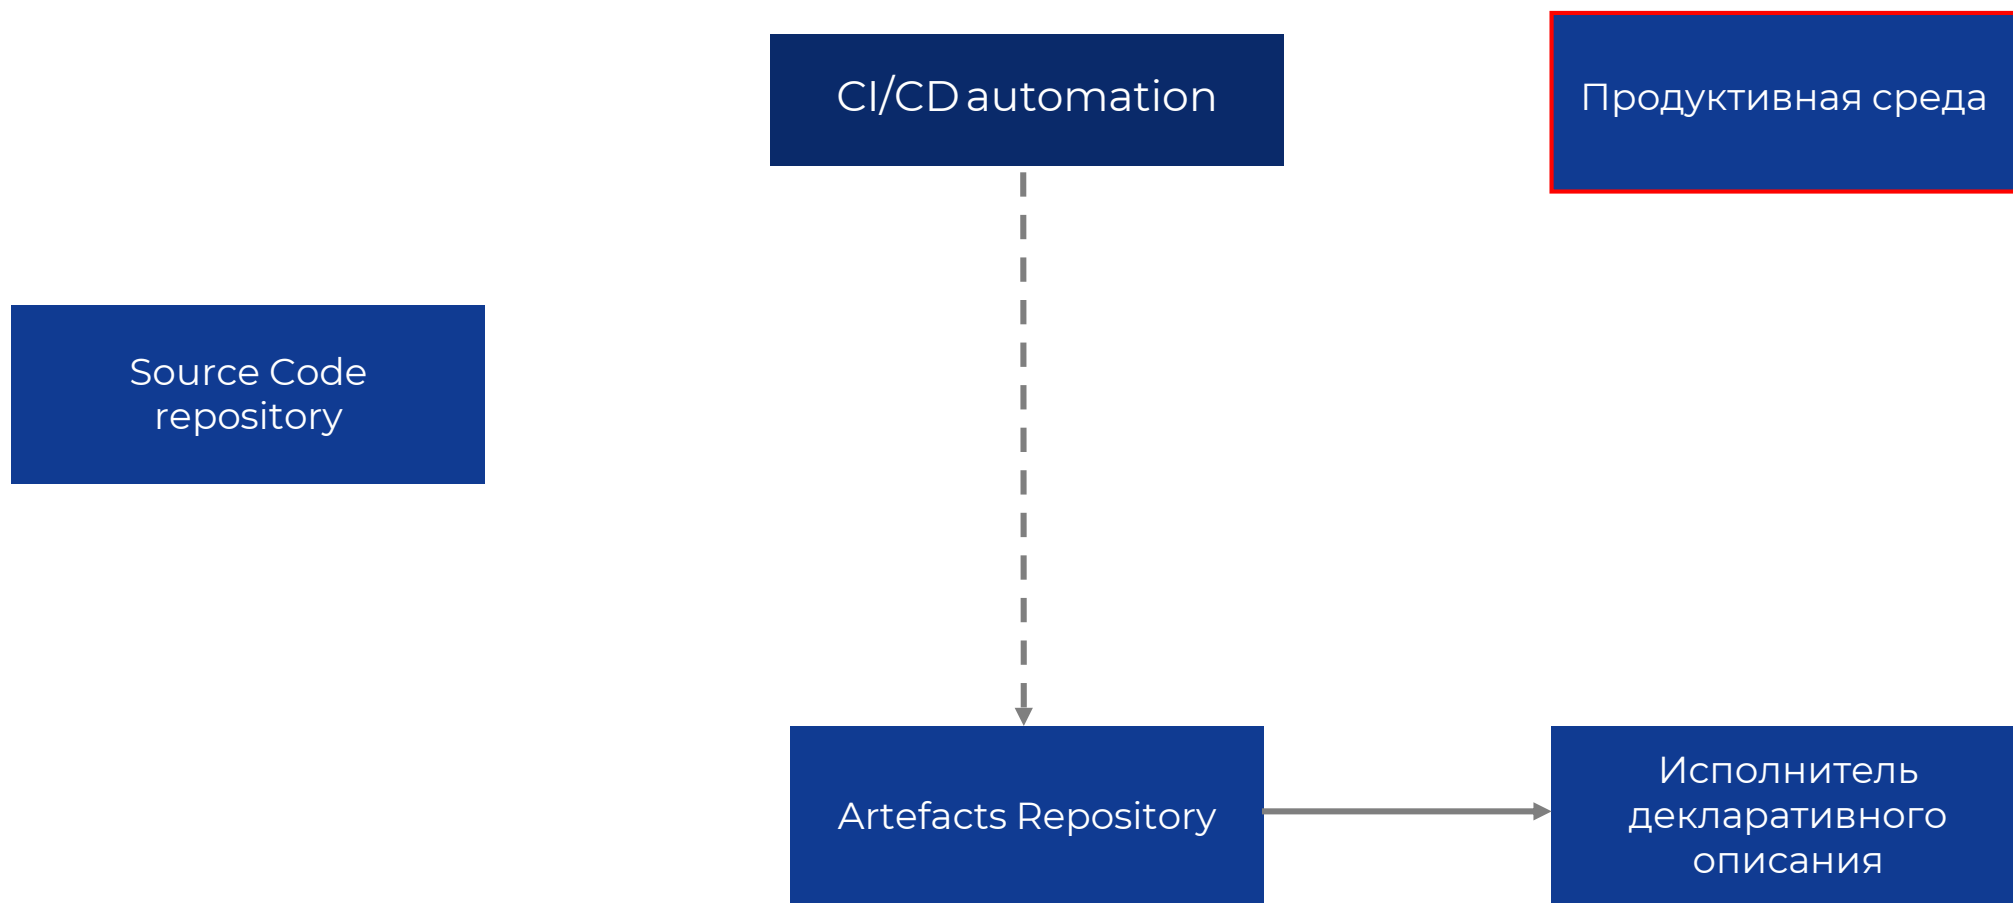 CI/CD automation
Продуктивная среда
Source Code
repository
Artefacts Repository
Исполнитель
декларативного
описания